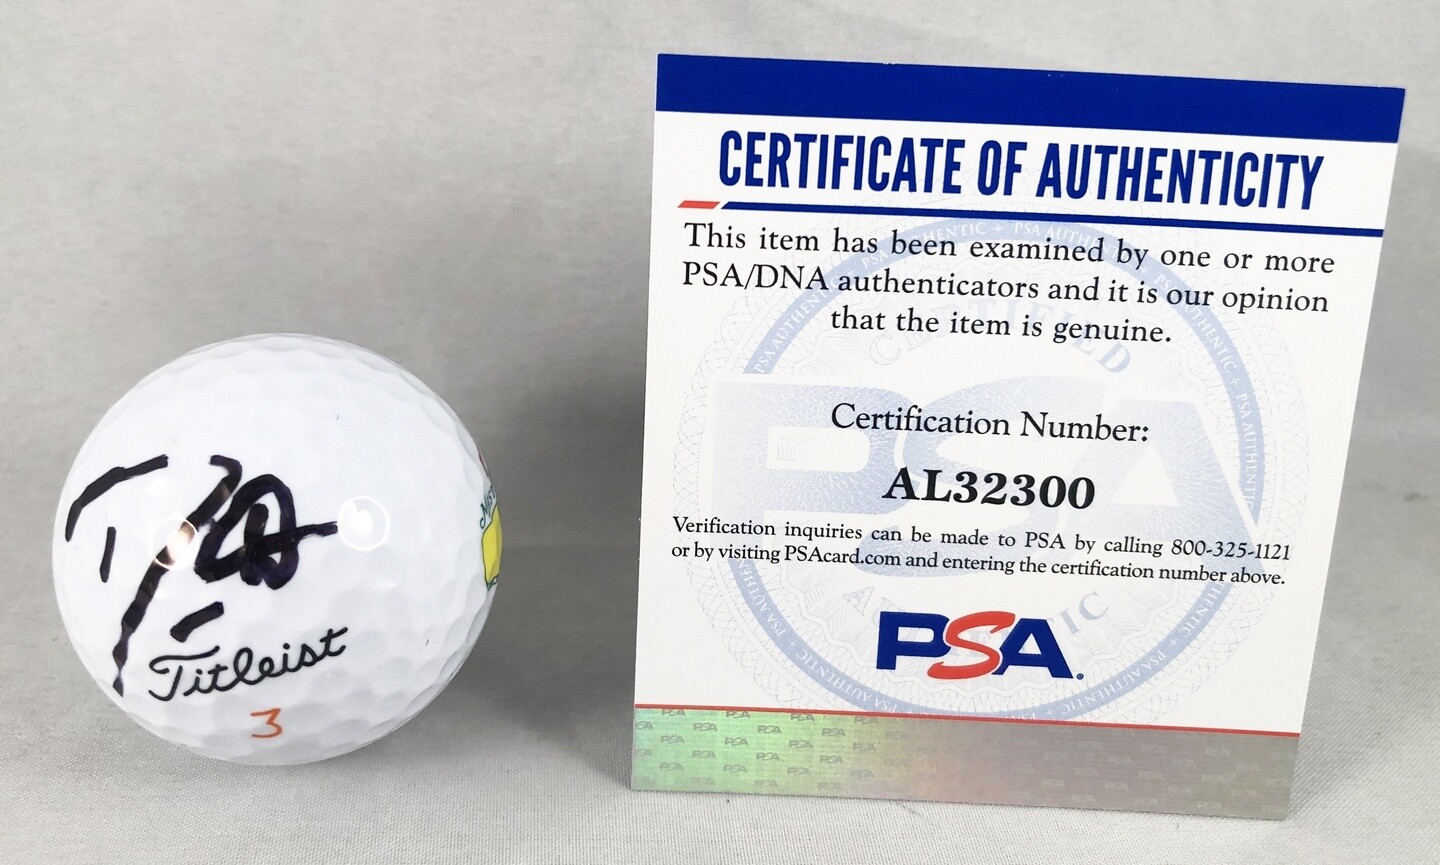 Titleist
3
CERTIFICATE OF AUTHENTICITY
This item has been examined by one or more
PSA/DNA authenticators and it is our opinion
that the item is genuine.
Certification Number:
AL32300
Verification inquiries can be made to PSA by calling 800-325-1121
or by visiting PSAcard.com and entering the certification number above.
PSA